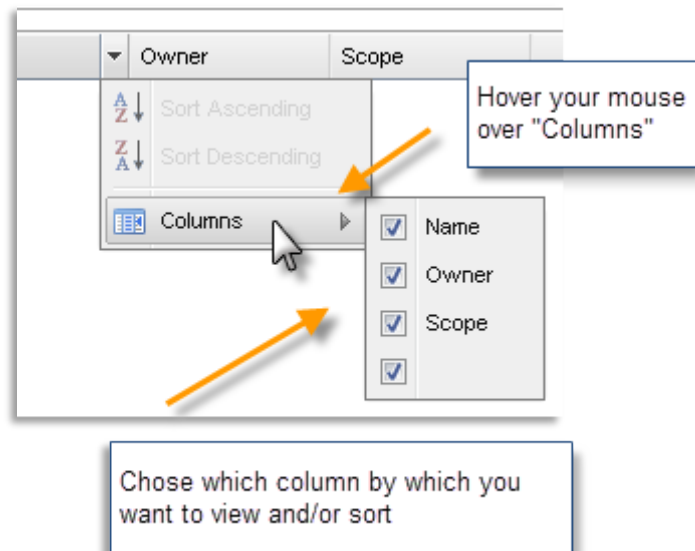 Owner Scope
Sort Ascending
Sort Descending
Columns
Name
Owner
Scope
Hover your mouse
over "Columns"
Chose which column by which you
want to view and/or sort